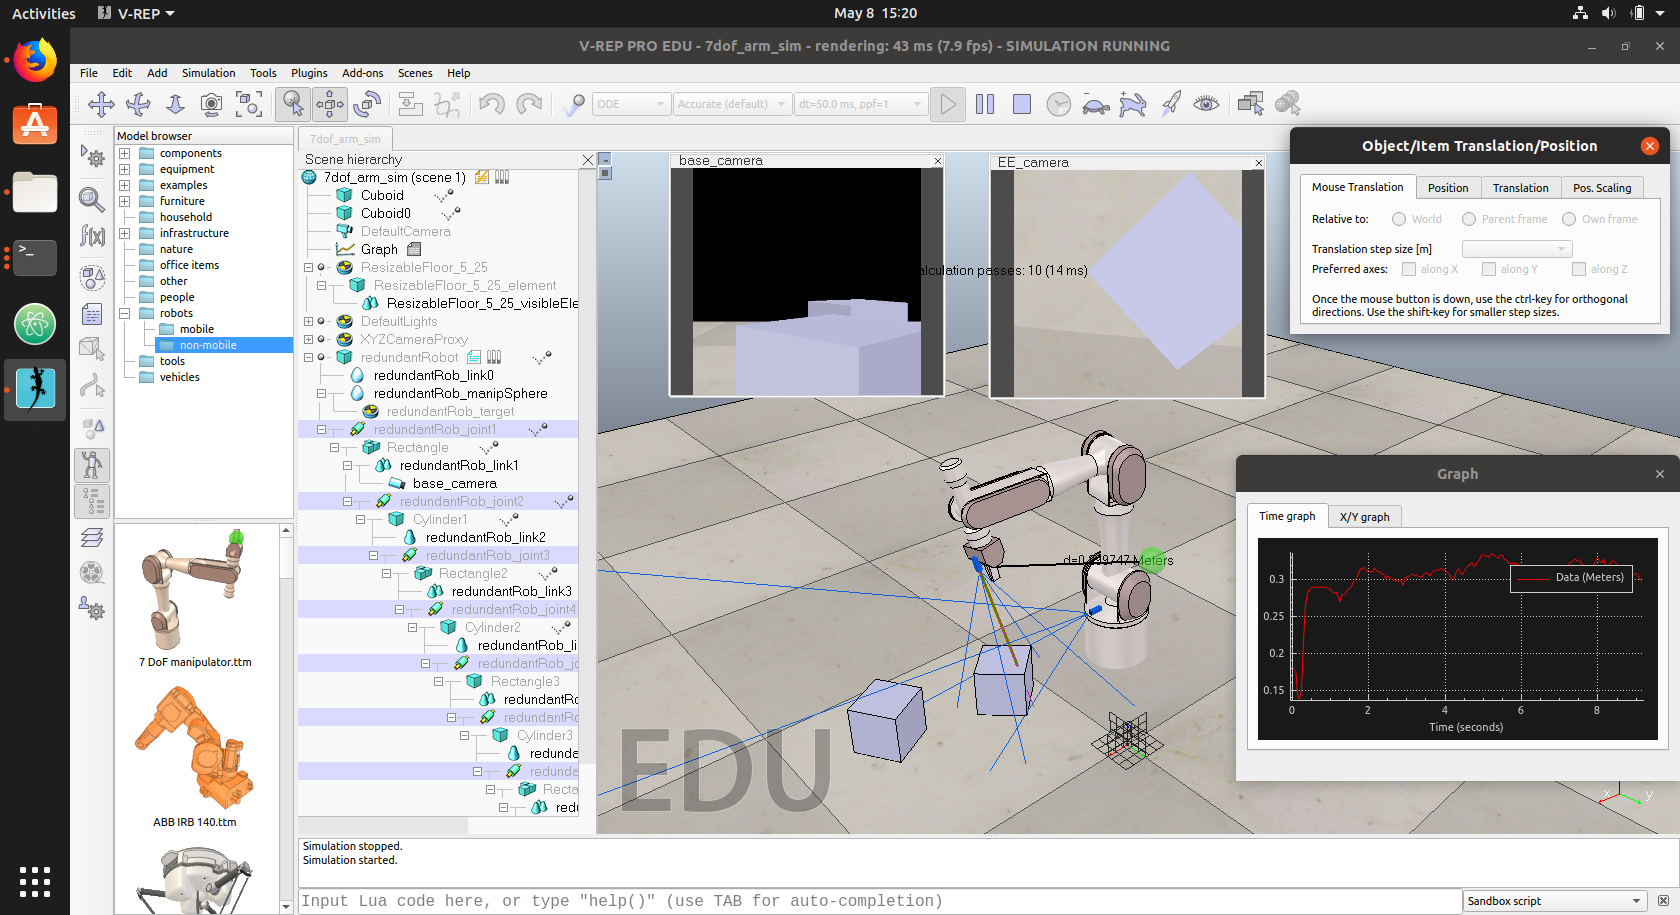 Activities
V-REP
May 8 15:20
V-REP PRO EDU - 7dof_arm_sim - rendering: 43 ms (7.9 fps) - SIMULATION RUNNING
File Edit Add Simulation Tools Plugins Add-ons Scenes Help
ODE
Accurate (default)
dt=50.0 ms, ppf=1
Model browser
components
equipment
examples
furniture
household
infrastructure
nature
office items
other
people
robots
mobile
non-mobile
tools
vehicles
7 DoF manipulator.ttm
ABB IRB 140.ttm
7dof_arm_sim
Scene hierarchy
7dof_arm_sim (scene 1)
Cuboid
Cuboid0
DefaultCamera
Graph
ResizableFloor_5_25
ResizableFloor_5_25_element
ResizableFloor_5_25_visibleEle
DefaultLights
XYZCameraProxy
redundantRobot
redundantRob_link0
redundantRob_manipSphere
redundantRob_target
redundantRob_joint1
Rectangle
redundantRob_link1
base_camera
redundantRob_joint2
Cylinder1
redundantRob_link2
redundantRob_joint3
Rectangle2
redundantRob_link3
redundantRob_joint4
Cylinder2
redundantRob_li
redundantRob_jo
Rectangle3
redundantRo
redundantRo
Cylinder3
redunda
redunda
Recta
redu
base_camera
EE_camera
alculation passes: 10 (14 ms)
Meters
EDU
x y
Object/Item Translation/Position
Mouse Translation
Position
Translation
Pos. Scaling
Relative to: World Parent frame Own frame
Translation step size [m]
Preferred axes: along X along Y along Z
Once the mouse button is down, use the ctrl-key for orthogonal
directions. Use the shift-key for smaller step sizes.
Graph
Time graph
X/Y graph
Data (Meters)
0.3
0.25
0.2
0.15
0 2 4 6 8
Time (seconds)
Simulation stopped.
Simulation started.
Input Lua code here, or type "help()" (use TAB for auto-completion)
Sandbox script